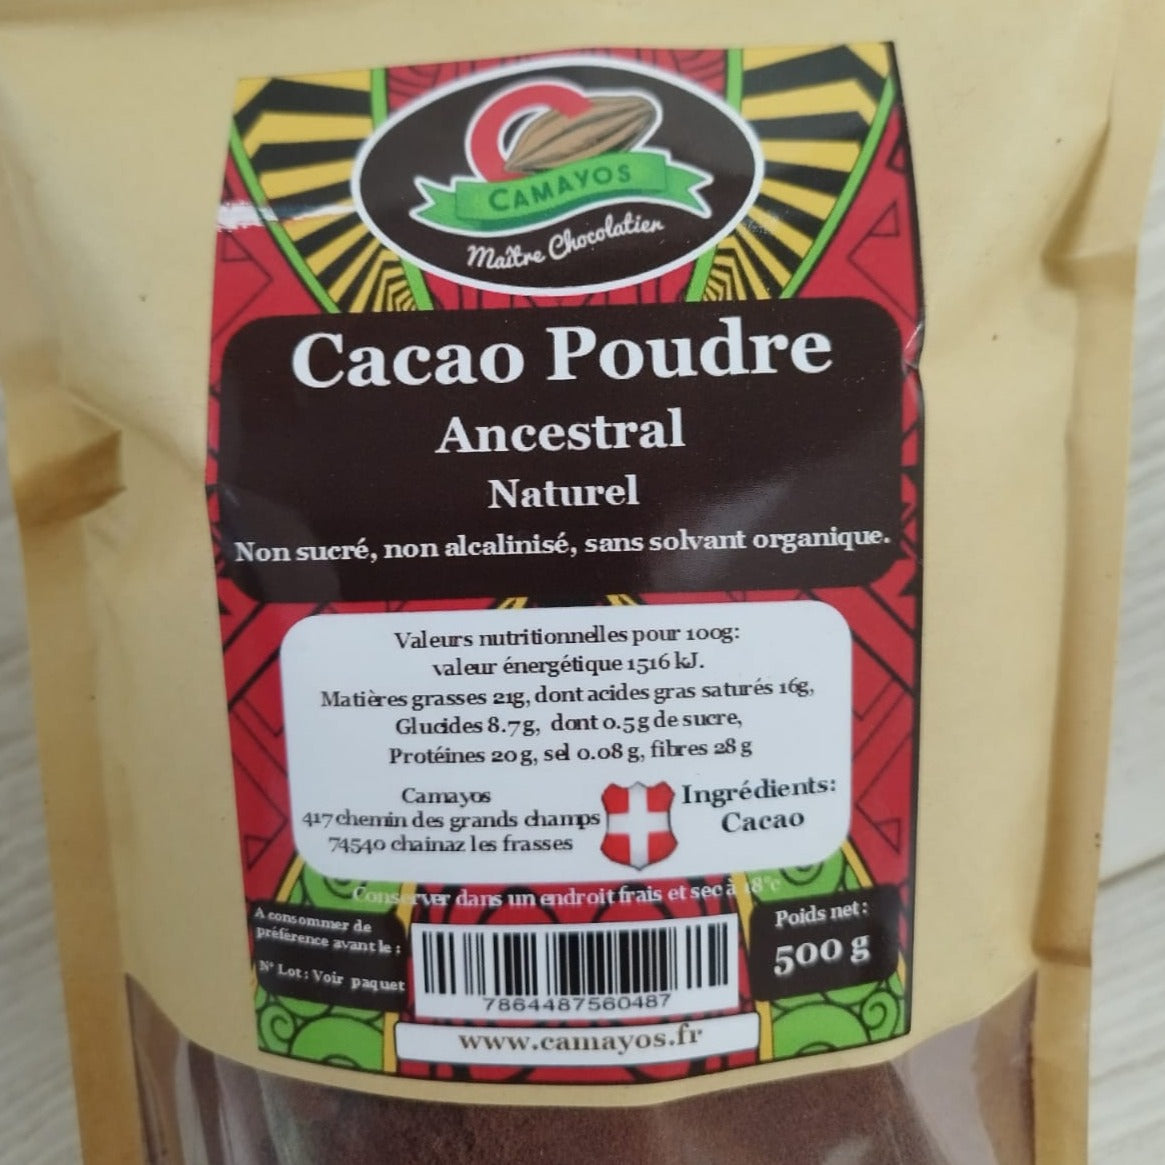 CAMAYOS
Maître Chocolatier
Cacao Poudre
Ancestral
Naturel
Non sucré, non alcalinisé, sans solvant organique.
Valeurs nutritionnelles pour 100g:
valeur énergétique 1516 kJ.
Matières grasses 21g, dont acides gras saturés 16g,
Glucides 8.7g, dont 0.5g de sucre,
Protéines 20g, sel 0.08 g, fibres 28 g
Camayos
417 chemin des grands champs
74540 chainaz les frasses
Ingrédients:
Cacao
Conserver dans un endroit frais et sec à 18°c
A consommer de
préférence avant le :
N° Lot : Voir paquet
7864487560487
Poids net:
500 g
www.camayos.fr